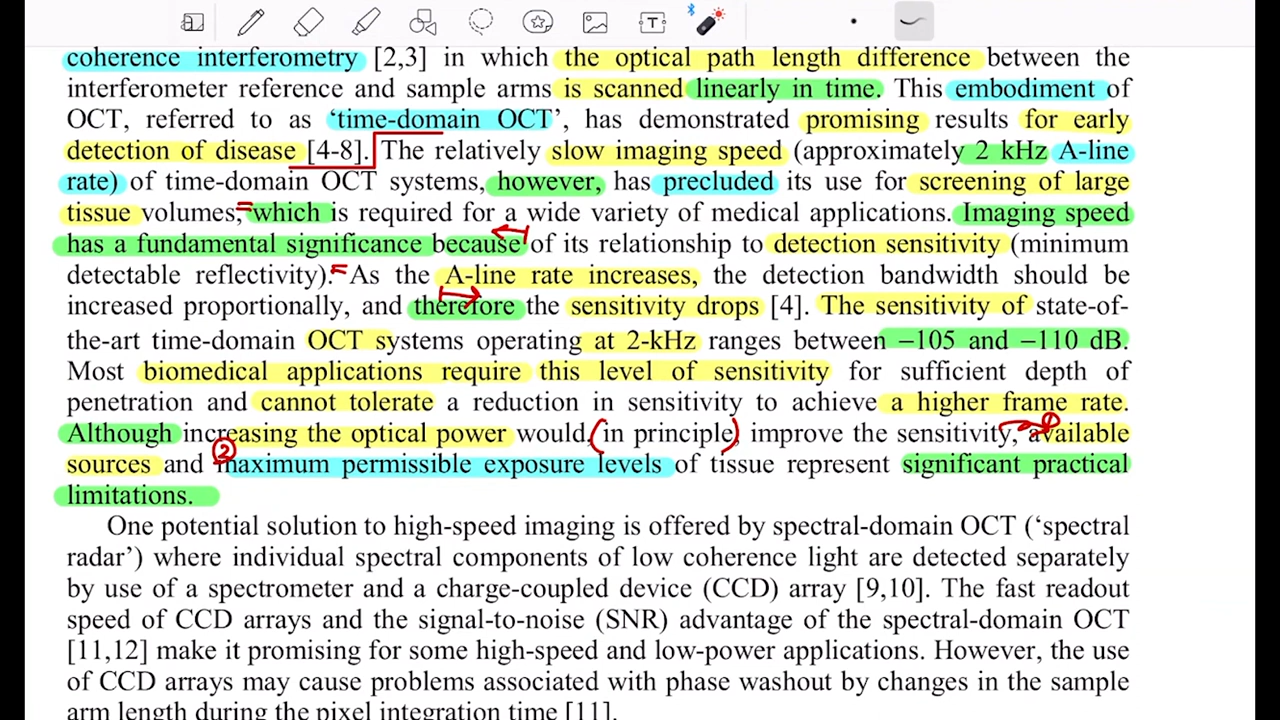 coherence interferometry [2,3] in which the optical path length difference between the
interferometer reference and sample arms is scanned linearly in time. This embodiment of
OCT, referred to as ‘time-domain OCT’, has demonstrated promising results for early
detection of disease [4-8]. The relatively slow imaging speed (approximately 2 kHz A-line
rate) of time-domain OCT systems, however, has precluded its use for screening of large
tissue volumes, which is required for a wide variety of medical applications. Imaging speed
has a fundamental significance because of its relationship to detection sensitivity (minimum
detectable reflectivity). As the A-line rate increases, the detection bandwidth should be
increased proportionally, and therefore the sensitivity drops [4]. The sensitivity of state-of-
the-art time-domain OCT systems operating at 2-kHz ranges between −105 and −110 dB.
Most biomedical applications require this level of sensitivity for sufficient depth of
penetration and cannot tolerate a reduction in sensitivity to achieve a higher frame rate.
Although increasing the optical power would, (in principle) improve the sensitivity, available
sources and maximum permissible exposure levels of tissue represent significant practical
limitations.
One potential solution to high-speed imaging is offered by spectral-domain OCT (‘spectral
radar’) where individual spectral components of low coherence light are detected separately
by use of a spectrometer and a charge-coupled device (CCD) array [9,10]. The fast readout
speed of CCD arrays and the signal-to-noise (SNR) advantage of the spectral-domain OCT
[11,12] make it promising for some high-speed and low-power applications. However, the use
of CCD arrays may cause problems associated with phase washout by changes in the sample
arm length during the pixel integration time [11].